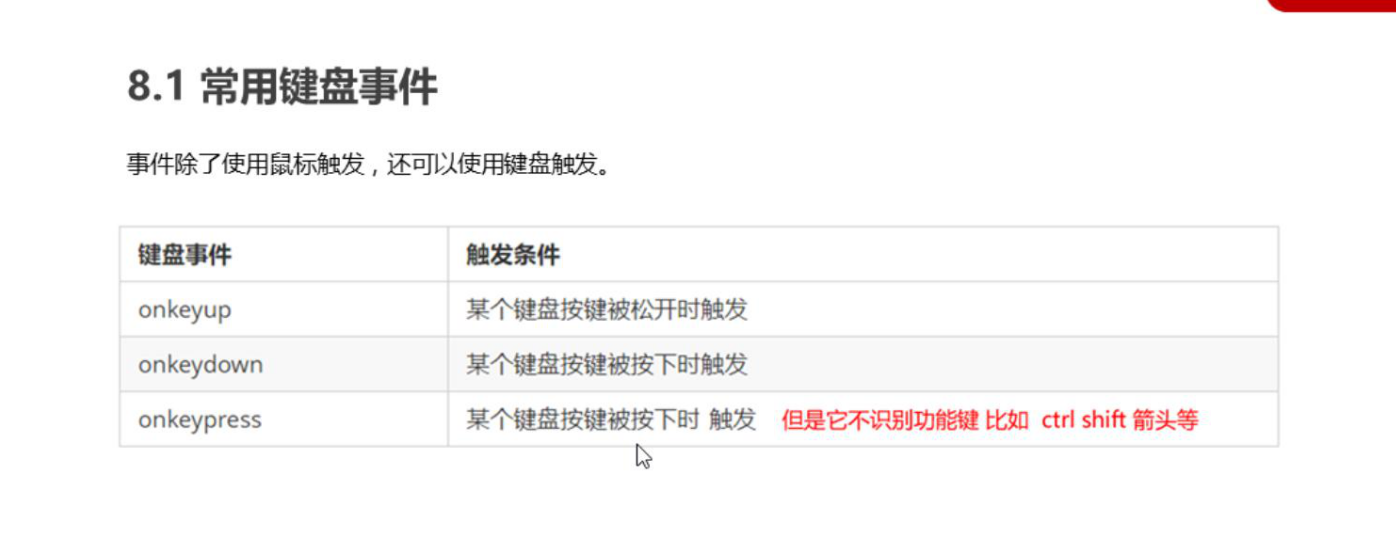 8.1 常用键盘事件
事件除了使用鼠标触发，还可以使用键盘触发。
键盘事件 触发条件
onkeyup 某个键盘按键被松开时触发
onkeydown 某个键盘按键被按下时触发
onkeypress 某个键盘按键被按下时 触发 但是它不识别功能键 比如 ctrl shift 箭头等